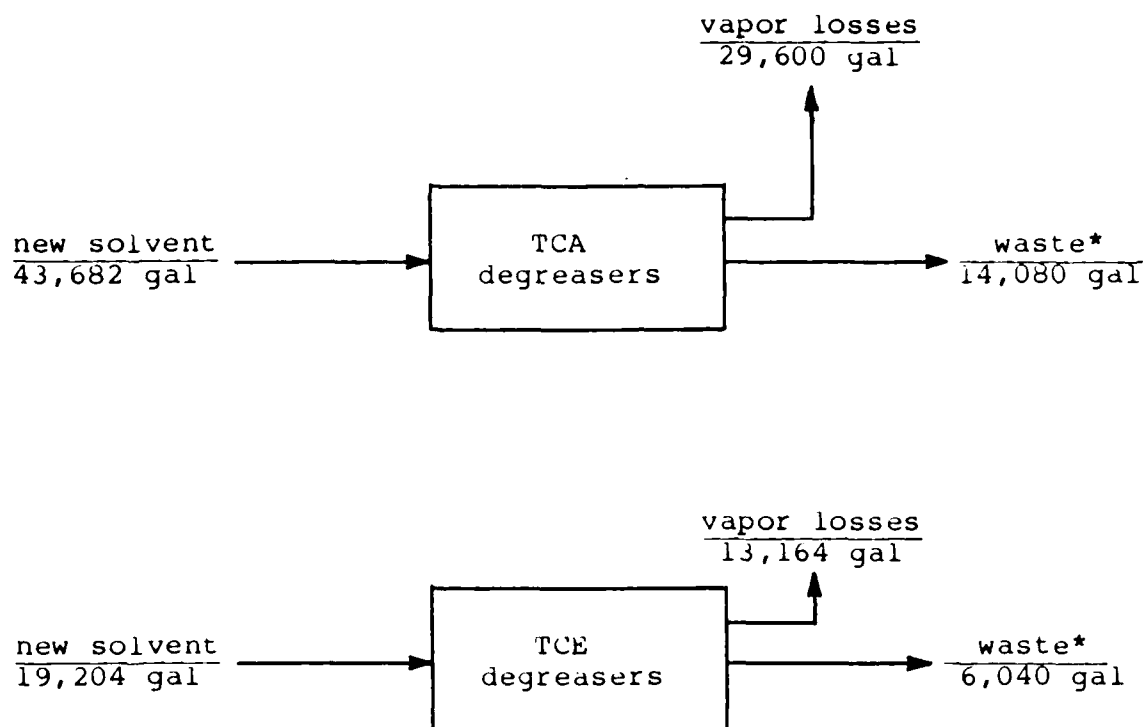 vapor losses
29,600 gal
new solvent
43,682 gal
TCA
degreasers
waste*
14,080 gal
vapor losses
13,164 gal
new solvent
19,204 gal
TCE
degreasers
waste*
6,040 gal